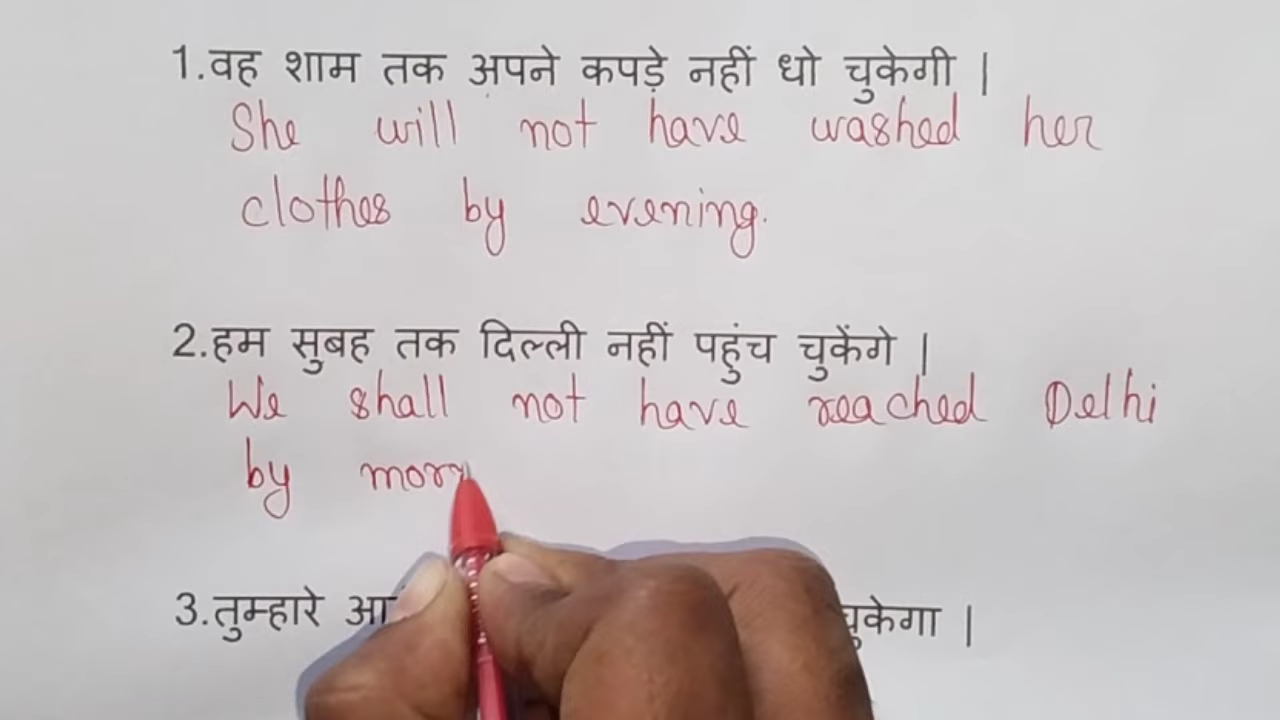 1.वह शाम तक अपने कपड़े नहीं धो चुकेगी |
She will not have washed her
clothes by evening.
2.हम सुबह तक दिल्ली नहीं पहुंच चुकेंगे |
We shall not have reached Delhi
by
3.तुम्हारे चुकेगा |